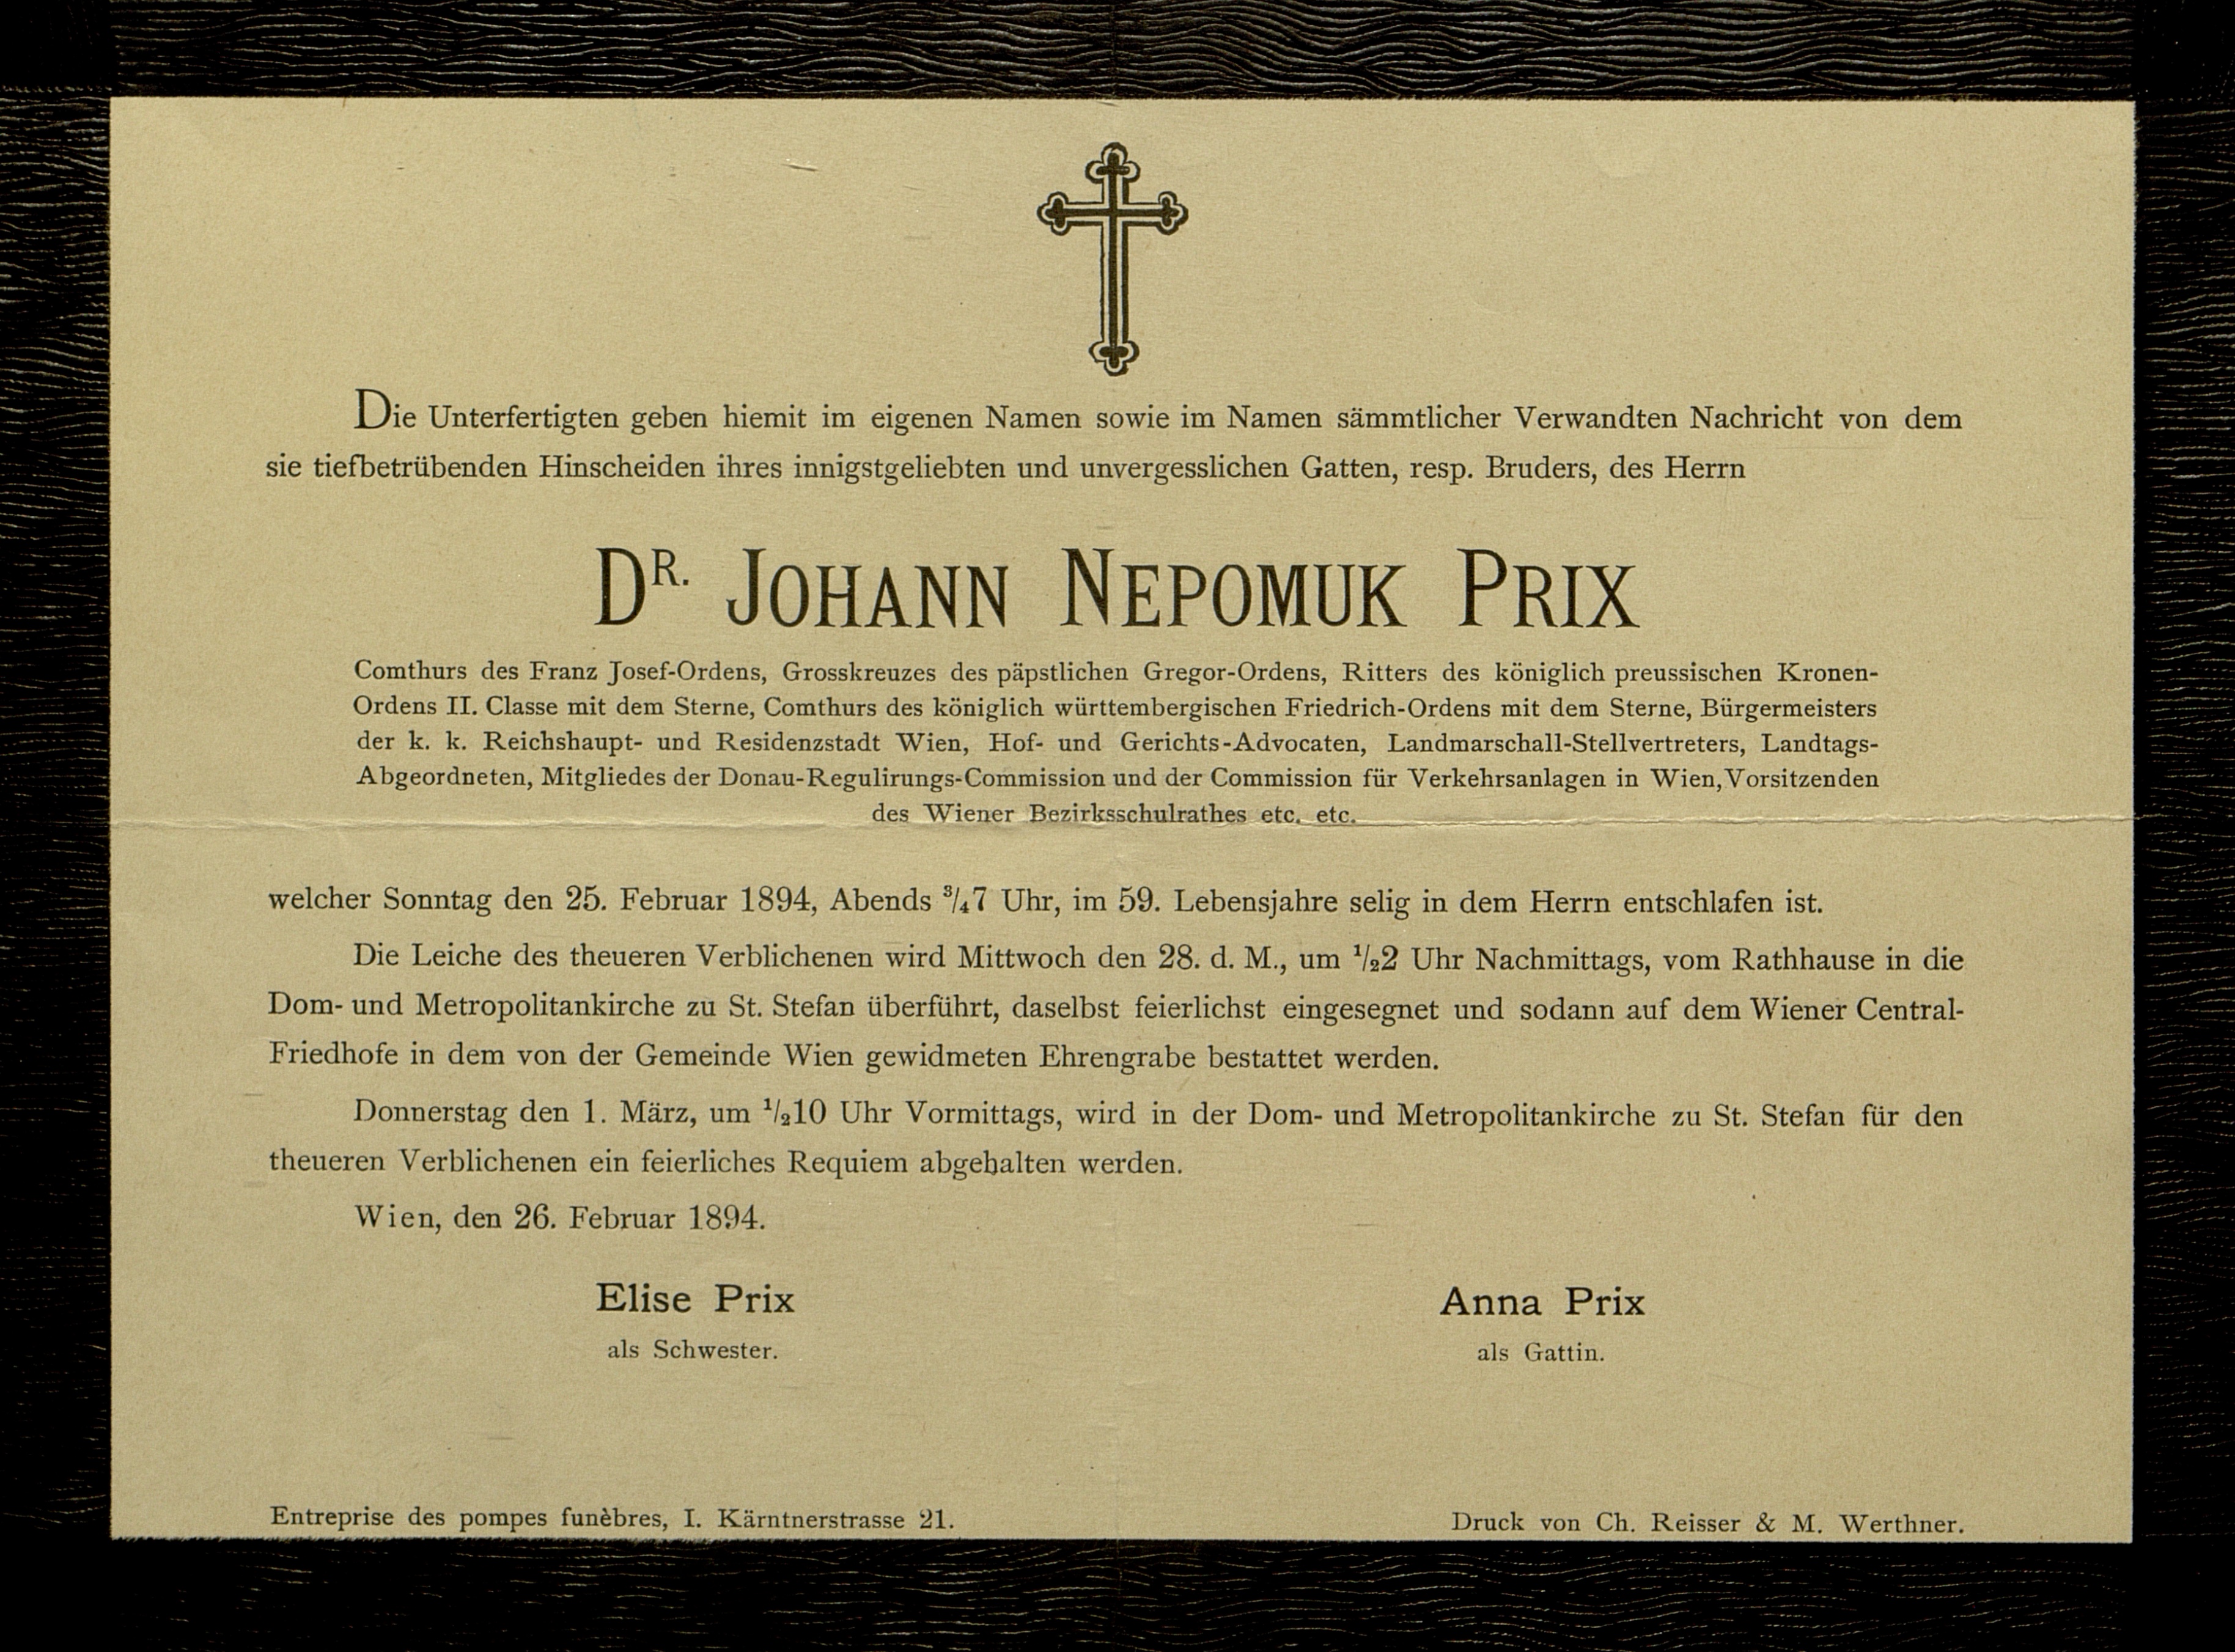 Die Unterfertigten geben hiemit im eigenen Namen sowie im Namen sämmtlicher Verwandten Nachricht von dem
sie tiefbetrübenden Hinscheiden ihres innigstgeliebten und unvergesslichen Gatten, resp. Bruders, des Herrn
DR. JOHANN NEPOMUK PRIX
Comthurs des Franz Josef-Ordens, Grosskreuzes des päpstlichen Gregor-Ordens, Ritters des königlich preussischen Kronen-
Ordens II. Classe mit dem Sterne, Comthurs des königlich württembergischen Friedrich-Ordens mit dem Sterne, Bürgermeisters
der k. k. Reichshaupt- und Residenzstadt Wien, Hof- und Gerichts-Advocaten, Landmarschall-Stellvertreters, Landtags-
Abgeordneten, Mitgliedes der Donau-Regulirungs-Commission und der Commission für Verkehrsanlagen in Wien, Vorsitzenden
des Wiener Bezirksschulrathes etc. etc.
welcher Sonntag den 25. Februar 1894, Abends ¾7 Uhr, im 59. Lebensjahre selig in dem Herrn entschlafen ist.
Die Leiche des theueren Verblichenen wird Mittwoch den 28. d. M., um ½2 Uhr Nachmittags, vom Rathhause in die
Dom- und Metropolitankirche zu St. Stefan überführt, daselbst feierlichst eingesegnet und sodann auf dem Wiener Central-
Friedhofe in dem von der Gemeinde Wien gewidmeten Ehrengrabe bestattet werden.
Donnerstag den 1. März, um ½10 Uhr Vormittags, wird in der Dom- und Metropolitankirche zu St. Stefan für den
theueren Verblichenen ein feierliches Requiem abgehalten werden.
Wien, den 26. Februar 1894.
Elise Prix
als Schwester.
Anna Prix
als Gattin.
Entreprise des pompes funèbres, I. Kärntnerstrasse 21.
Druck von Ch. Reisser & M. Werthner.